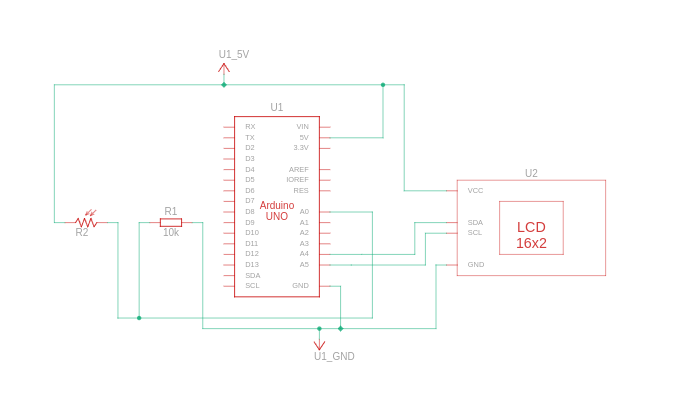 U1_5V
U1
RX VIN
TX 5V
D2 3.3V
D3
D4 AREF
D5 IOREF
D6 RES
D7
Arduino
UNO
D8 A0
D9 A1
D10 A2
D11 A3
D12 A4
D13 A5
SDA
SCL GND
R2
R1
10k
U2
VCC
SDA
SCL
GND
LCD
16x2
U1_GND